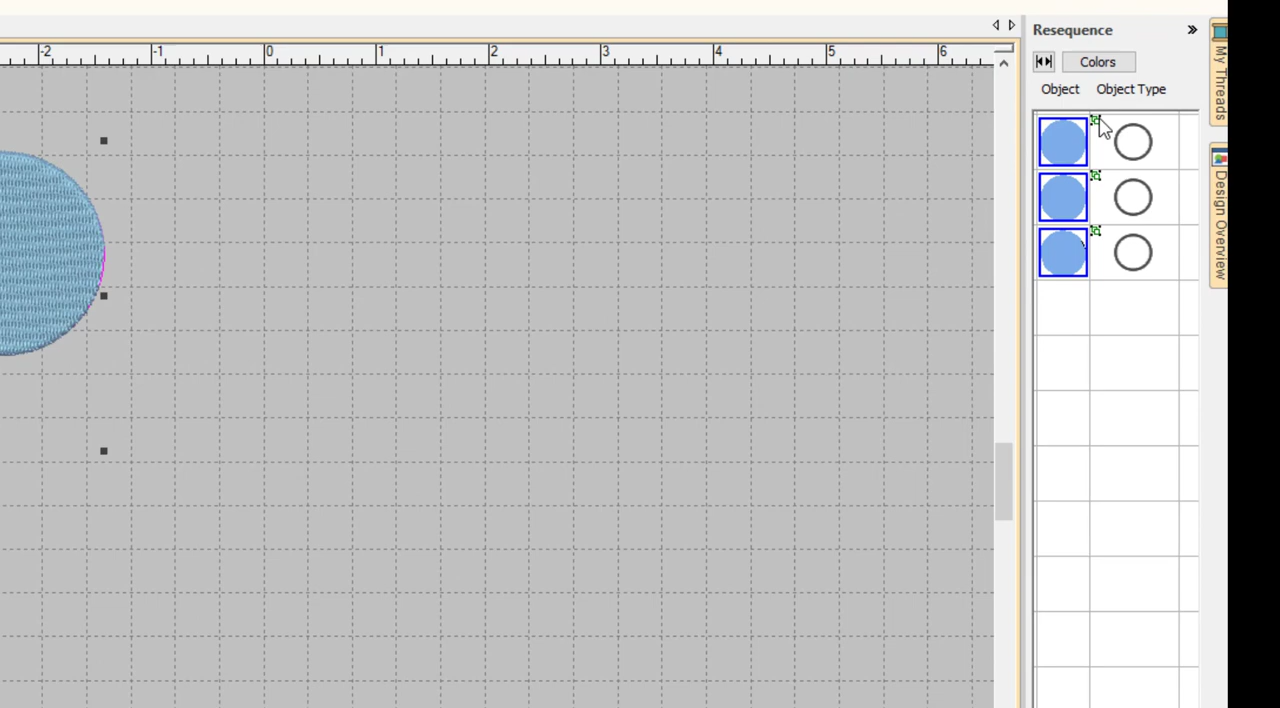 Resequence
-2 -1 0 1 2 3 4 5 6
Colors
Object Object Type
My Threads
Design Overview